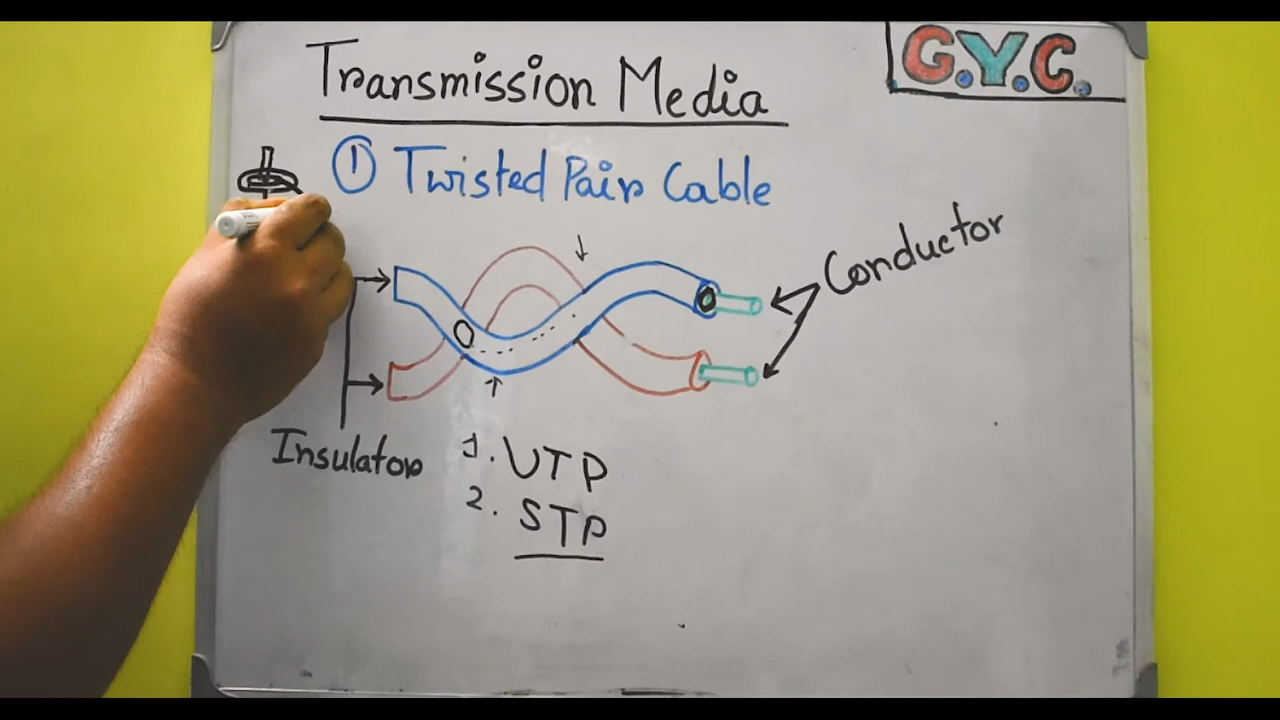 Transmission Media
G.Y.C.
① Twisted Pair Cable
Conductor
Insulator
1. UTP
2. STP